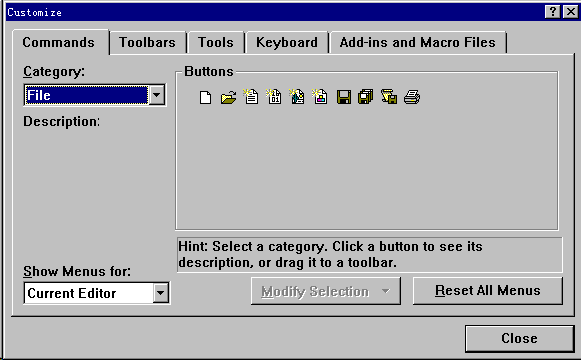 Customize
Commands Toolbars Tools Keyboard Add-ins and Macro Files
Category:
File
Description:
Buttons
Hint: Select a category. Click a button to see its
description, or drag it to a toolbar.
Show Menus for:
Current Editor
Modify Selection
Reset All Menus
Close